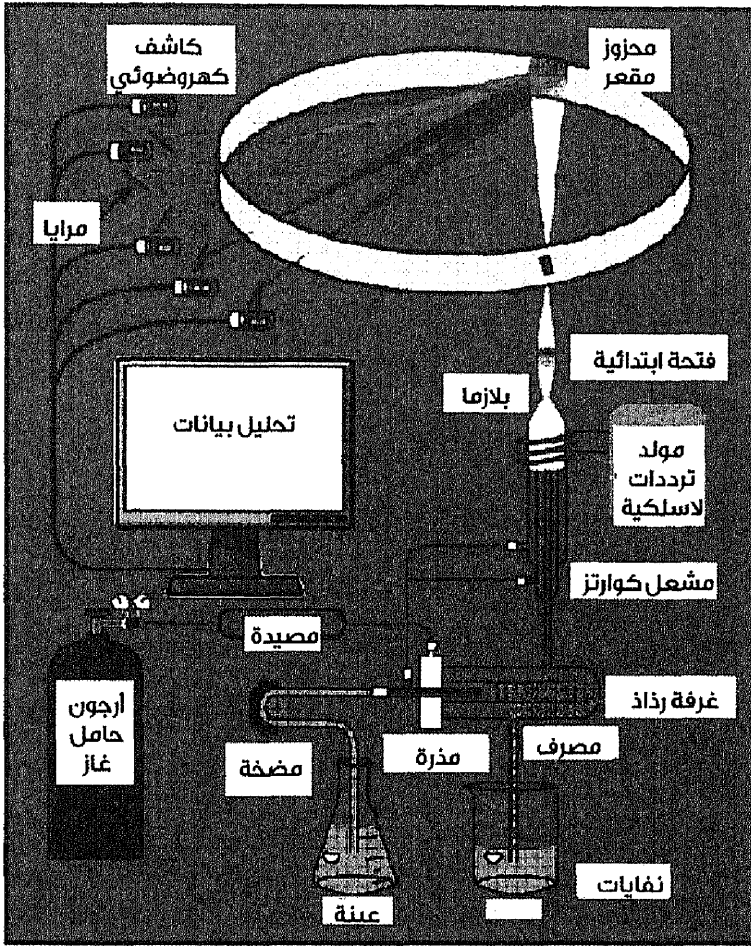 كاشف
كهروضوئي
محزوز
مقعر
مرايا
فتحة ابتدائية
بلازما
تحليل بيانات
مولد
ترددات
لاسلكية
مشعل كوارتز
مصيدة
أرجون
حامل
غاز
غرفة رذاذ
مصرف
مذرة
مضخة
نفايات
عينة